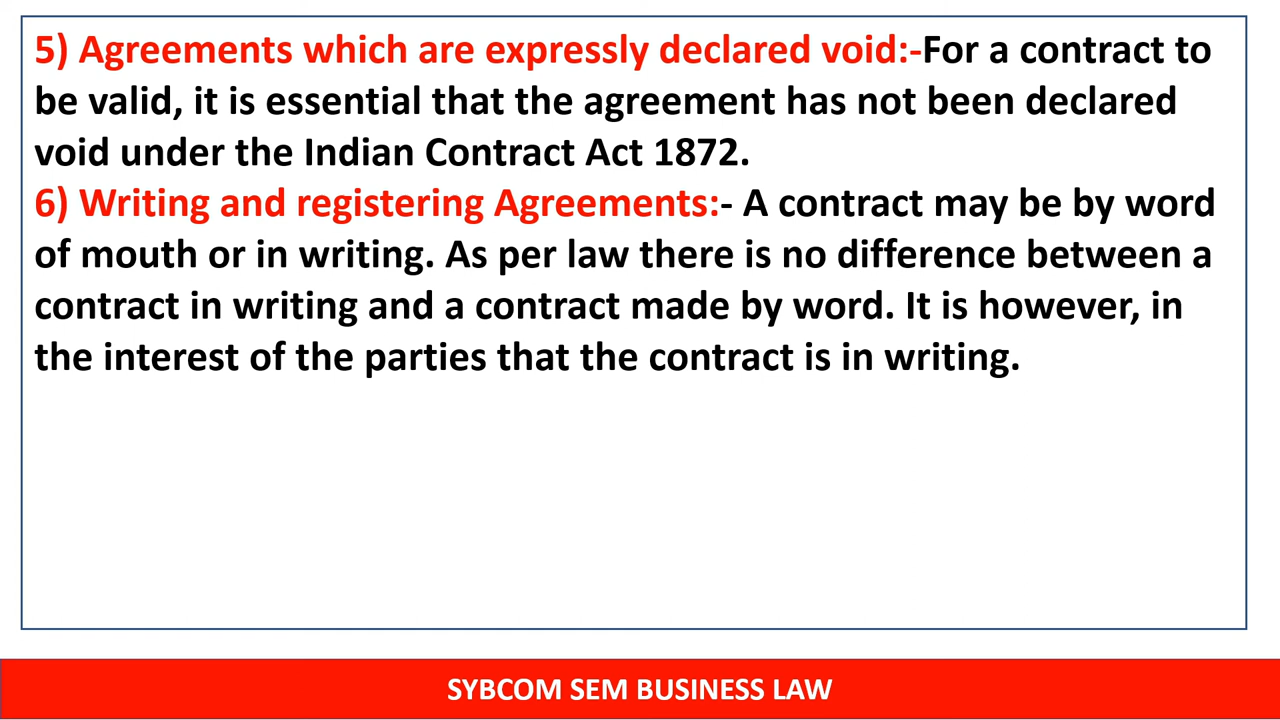 5) Agreements which are expressly declared void:-For a contract to
be valid, it is essential that the agreement has not been declared
void under the Indian Contract Act 1872.
6) Writing and registering Agreements:- A contract may be by word
of mouth or in writing. As per law there is no difference between a
contract in writing and a contract made by word. It is however, in
the interest of the parties that the contract is in writing.
SYBCOM SEM BUSINESS LAW